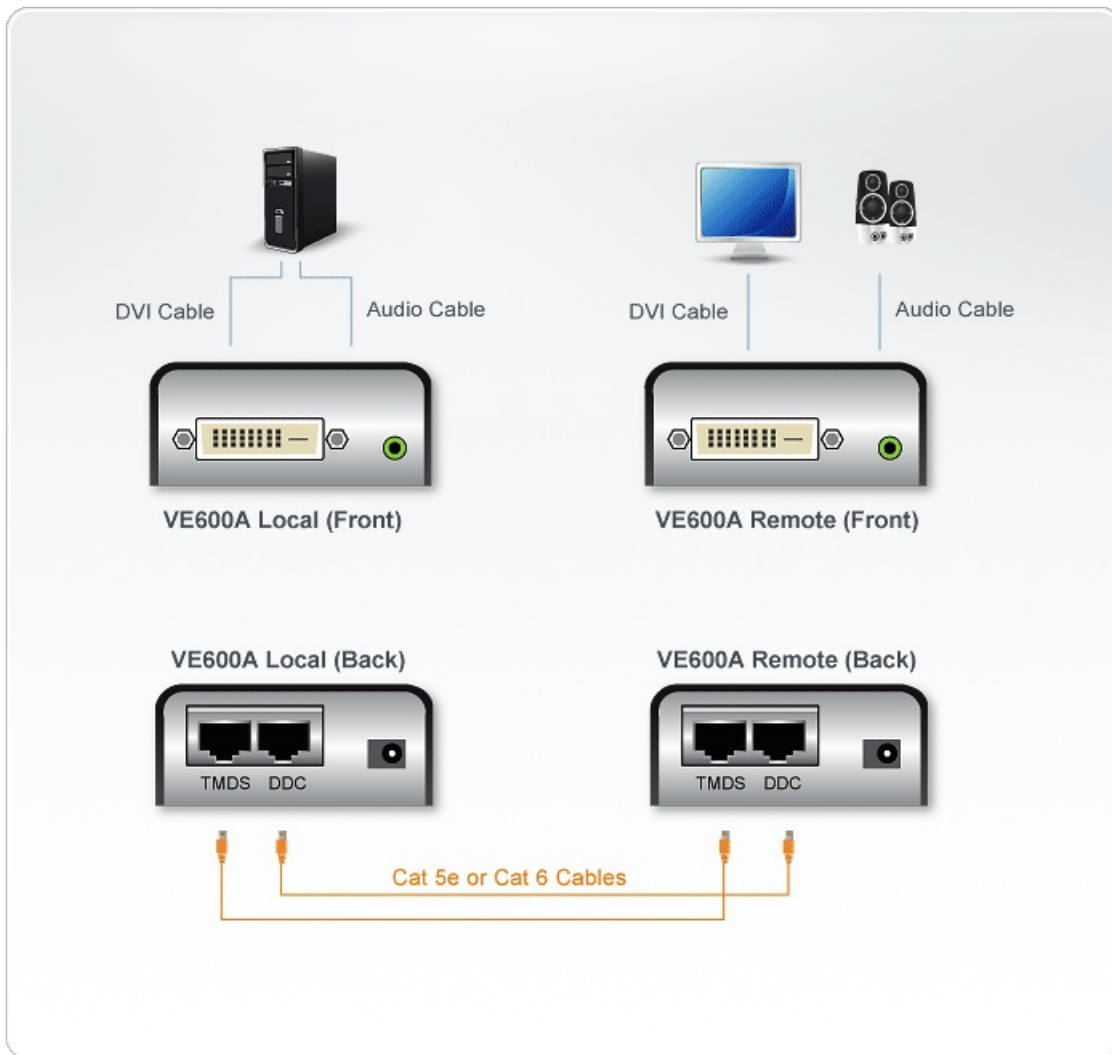 DVI Cable
Audio Cable
DVI Cable
Audio Cable
VE600A Local (Front)
VE600A Remote (Front)
VE600A Local (Back)
VE600A Remote (Back)
TMDS DDC
TMDS DDC
Cat 5e or Cat 6 Cables